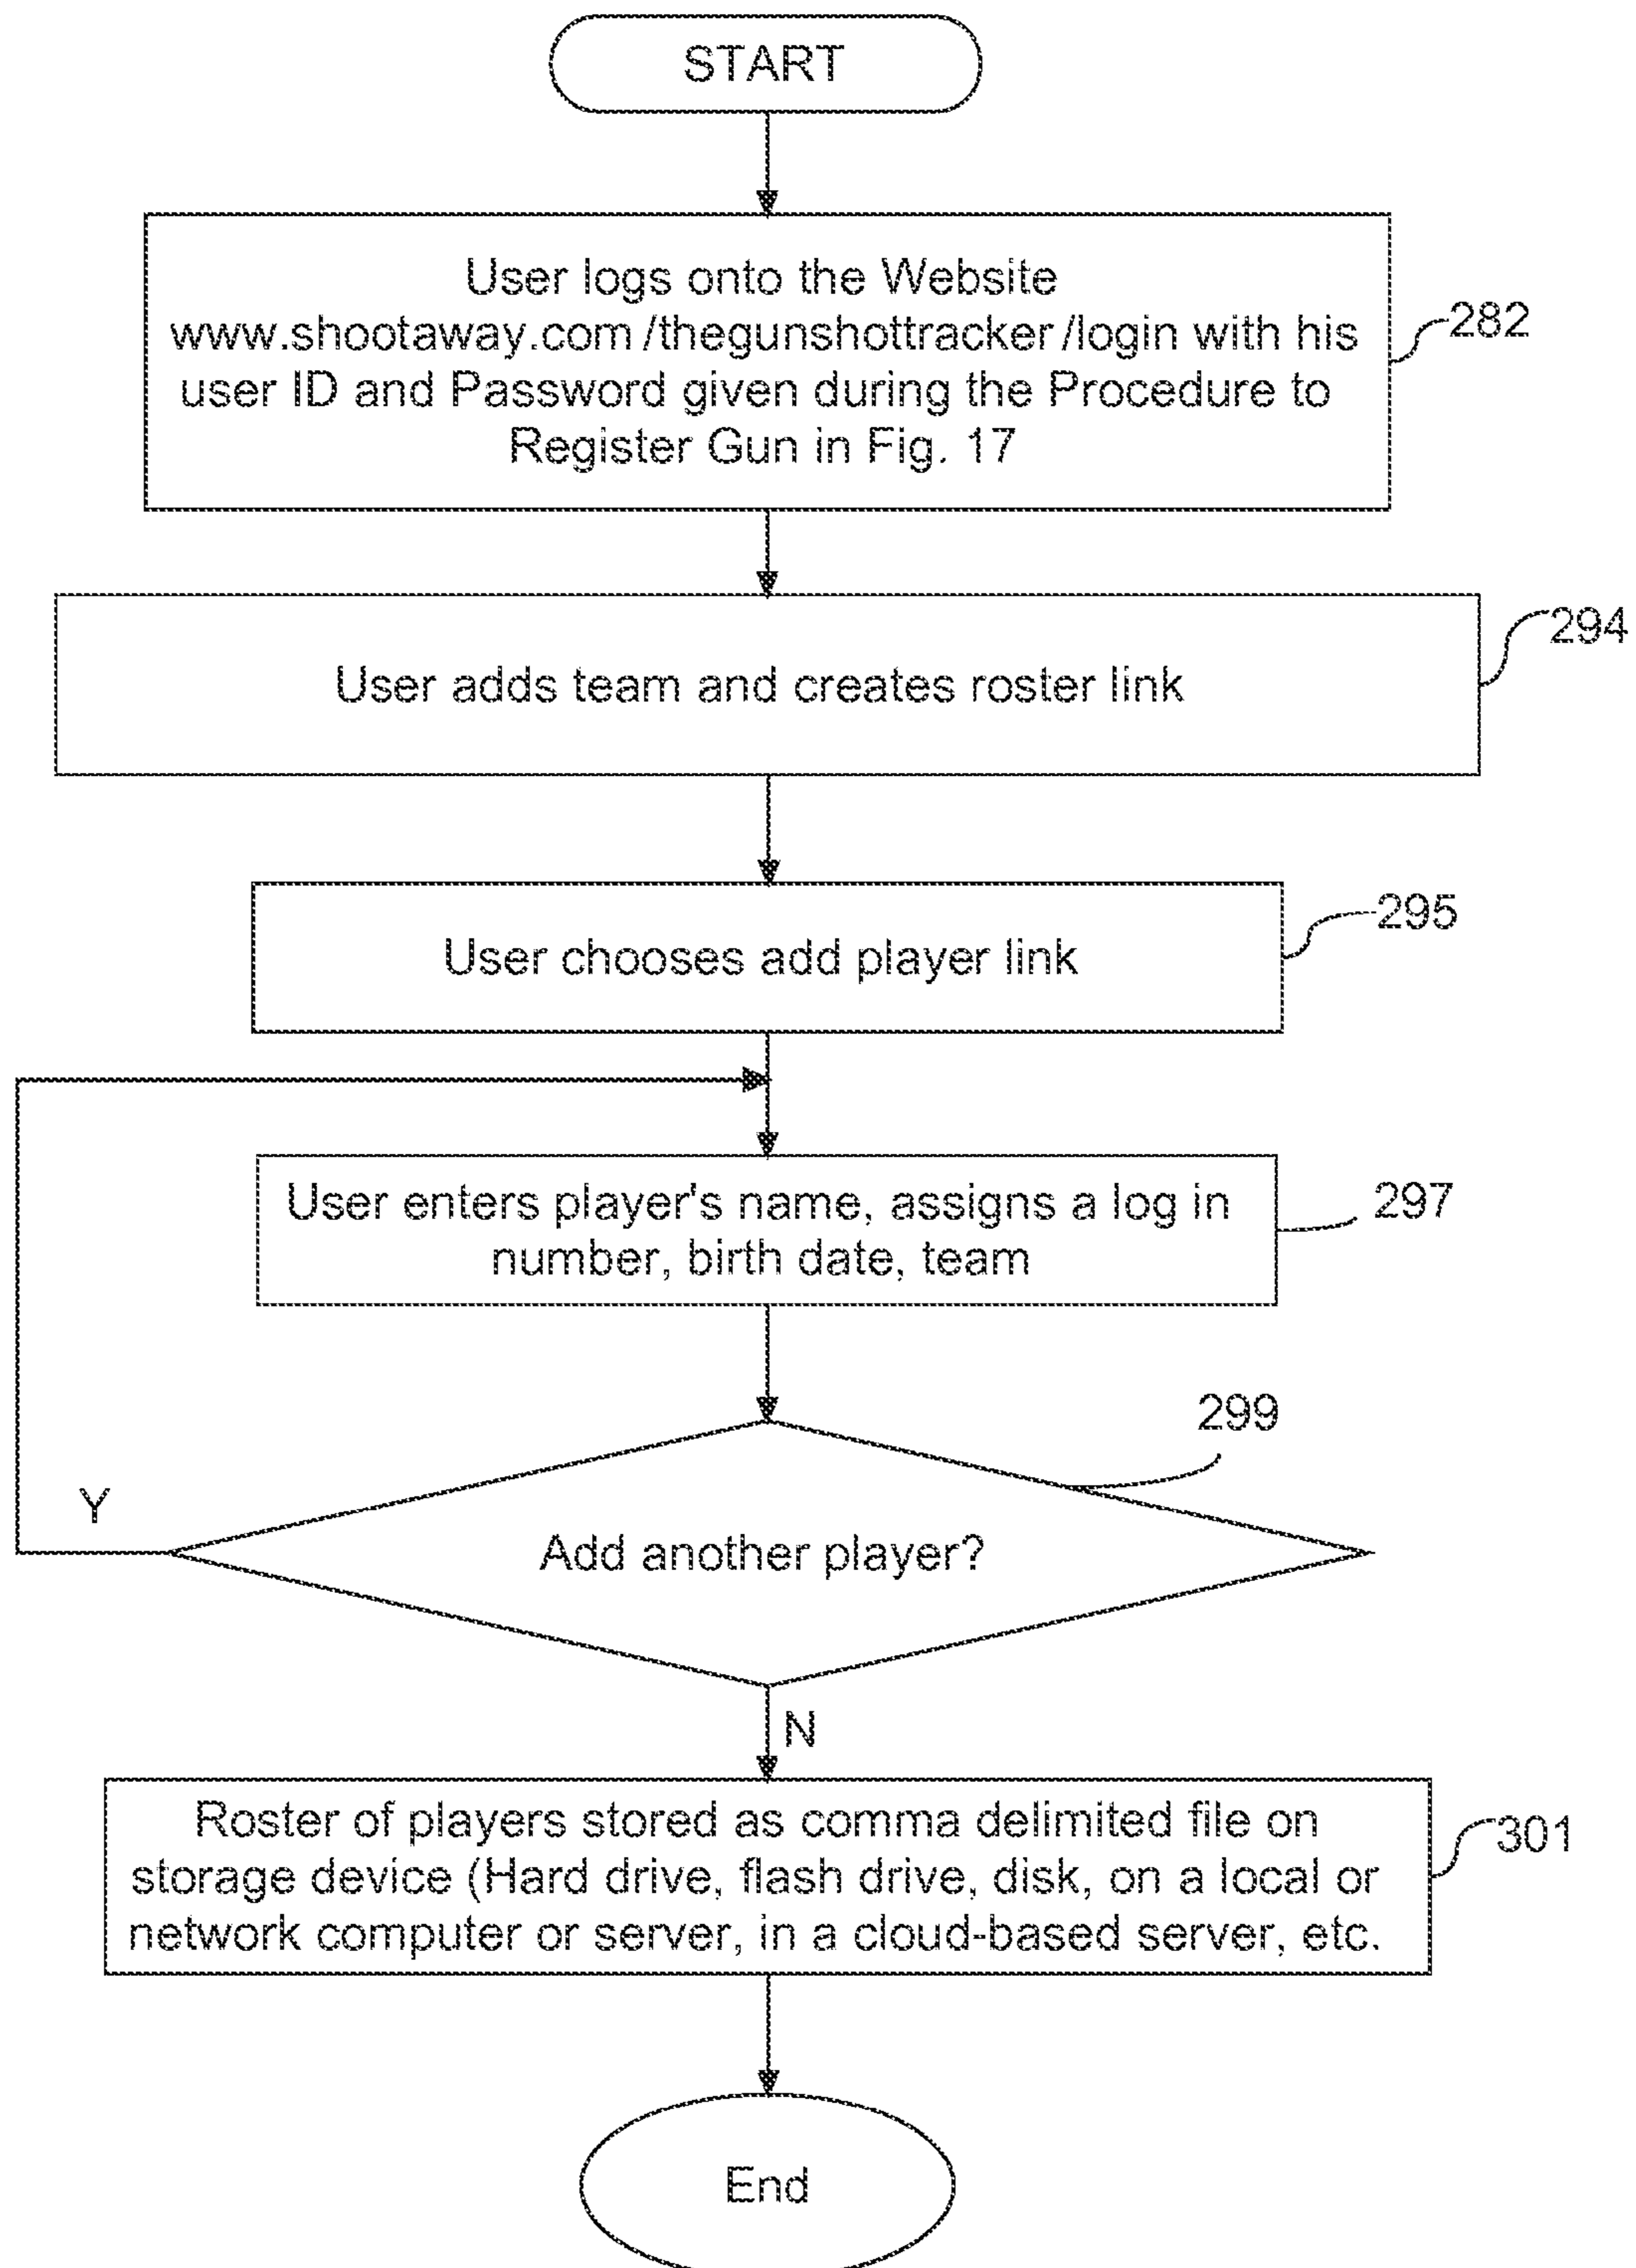 START
User logs onto the Website
www.shootaway.com/thegunshottracker/login with his
user ID and Password given during the Procedure to
Register Gun in Fig. 17
282
User adds team and creates roster link
294
User chooses add player link
295
User enters player's name, assigns a log in
number, birth date, team
297
299
Add another player?
Y
N
Roster of players stored as comma delimited file on
storage device (Hard drive, flash drive, disk, on a local or
network computer or server, in a cloud-based server, etc.
301
End